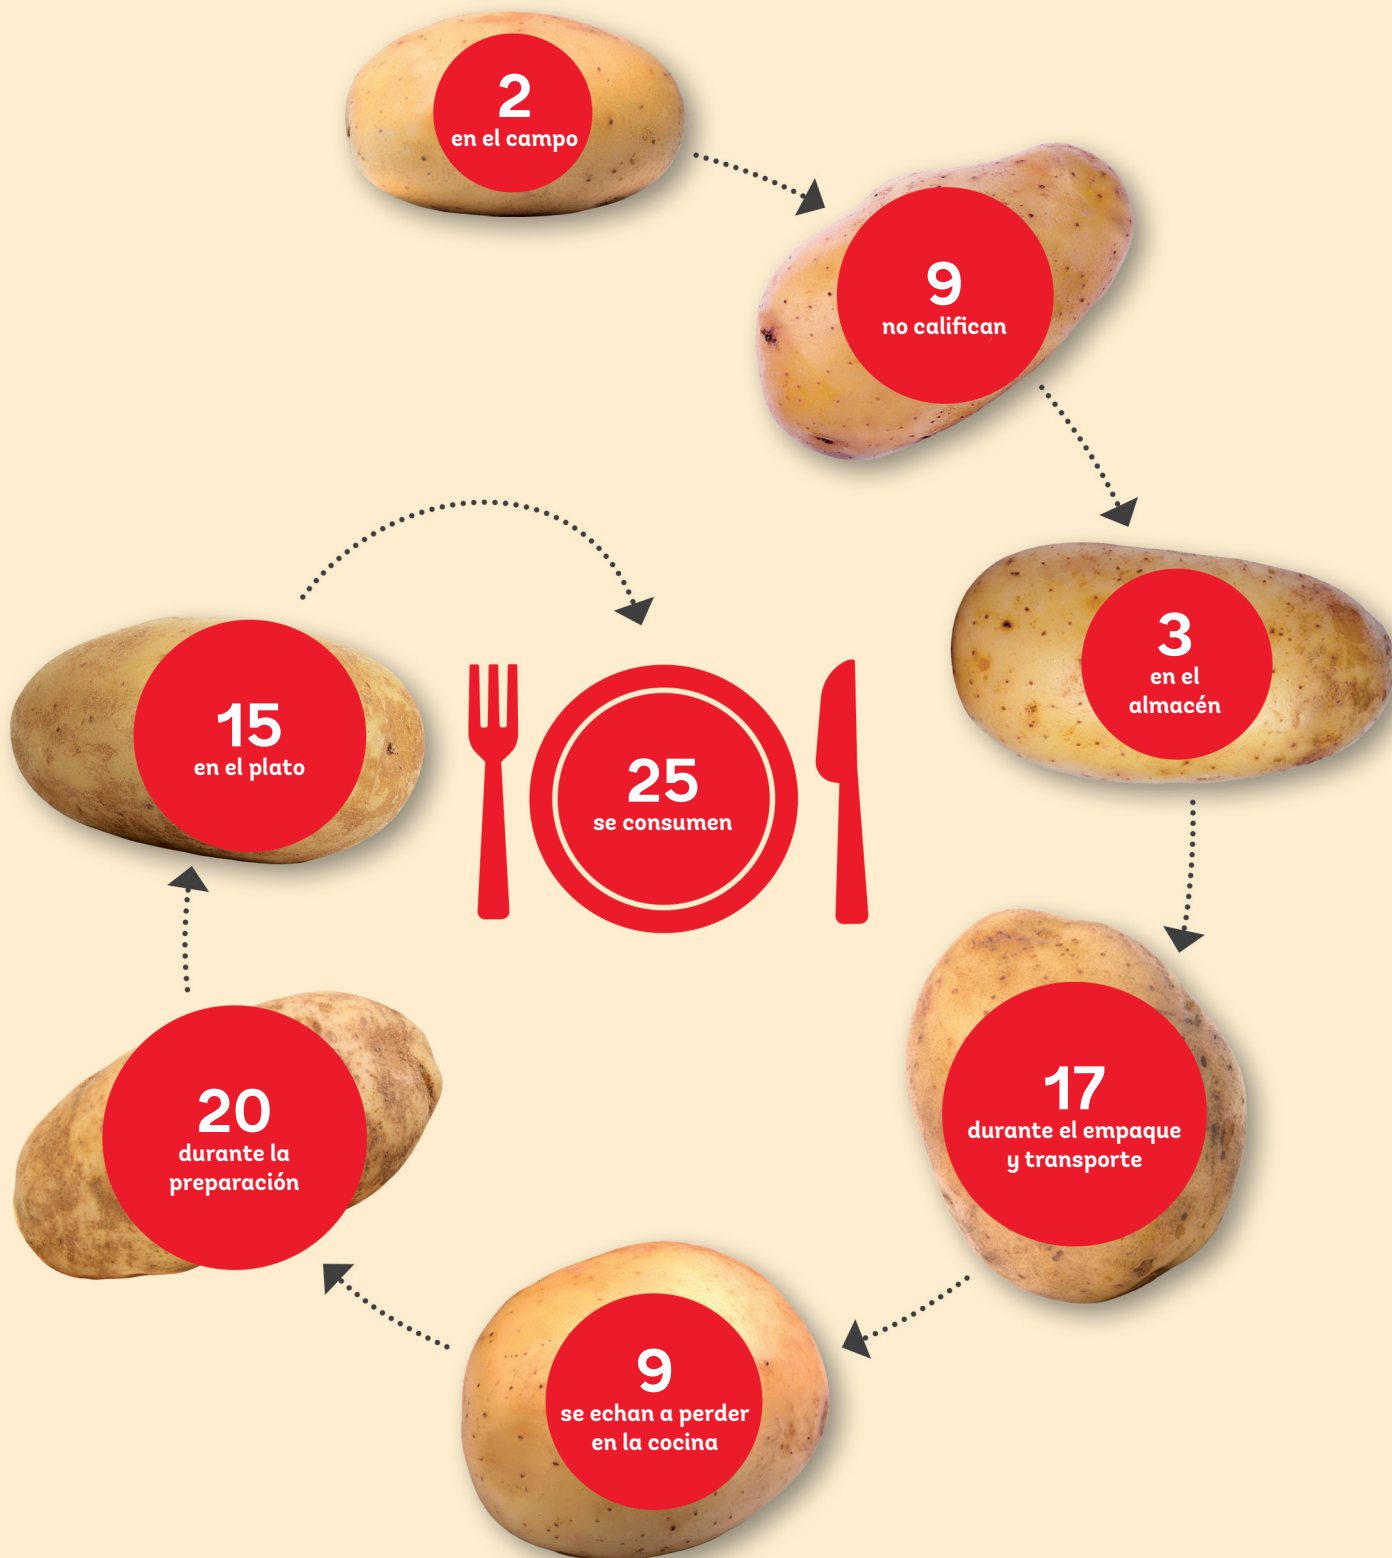 2
en el campo
9
no califican
3
en el
almacén
17
durante el empaque
y transporte
9
se echan a perder
en la cocina
20
durante la
preparación
15
en el plato
25
se consumen